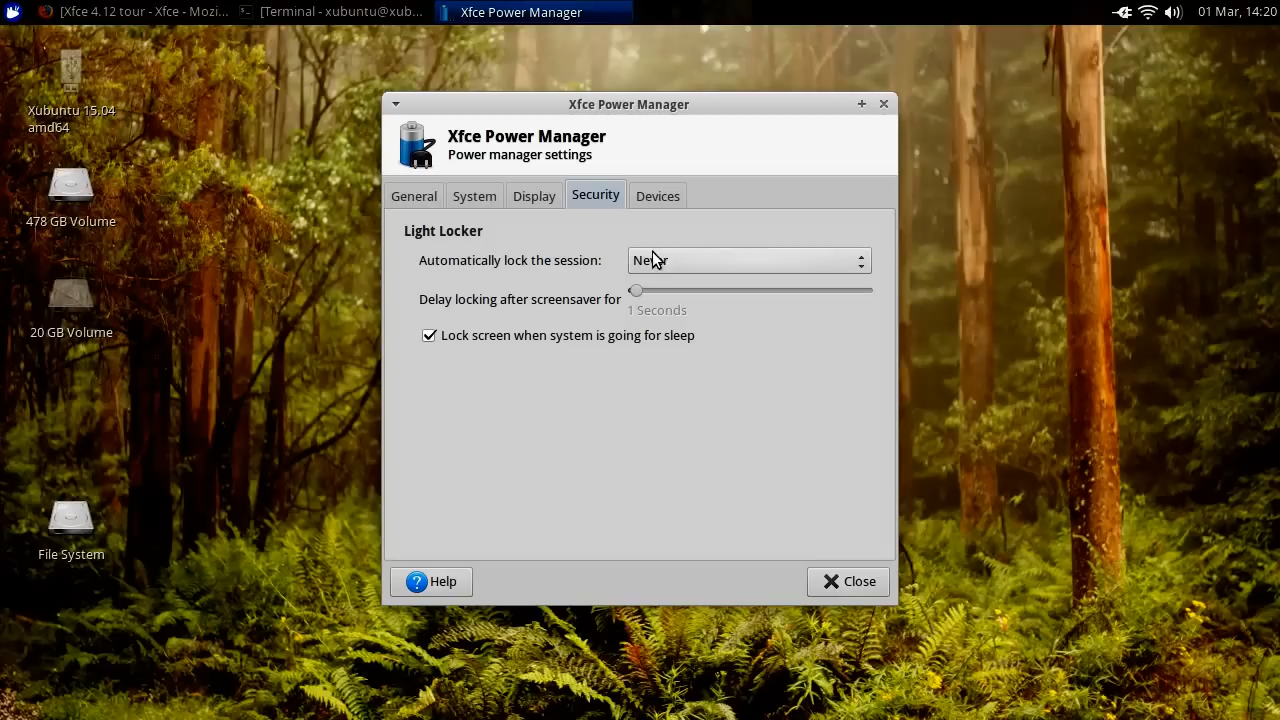 [Xfce 4.12 tour - Xfce - Mozi...
[Terminal - xubuntu@xub...
Xfce Power Manager
01 Mar, 14:20
Xubuntu 15.04
amd64
478 GB Volume
20 GB Volume
File System
Xfce Power Manager
Xfce Power Manager
Power manager settings
General
System
Display
Security
Devices
Light Locker
Automatically lock the session:
Never
Delay locking after screensaver for
1 Seconds
Lock screen when system is going for sleep
Help
Close